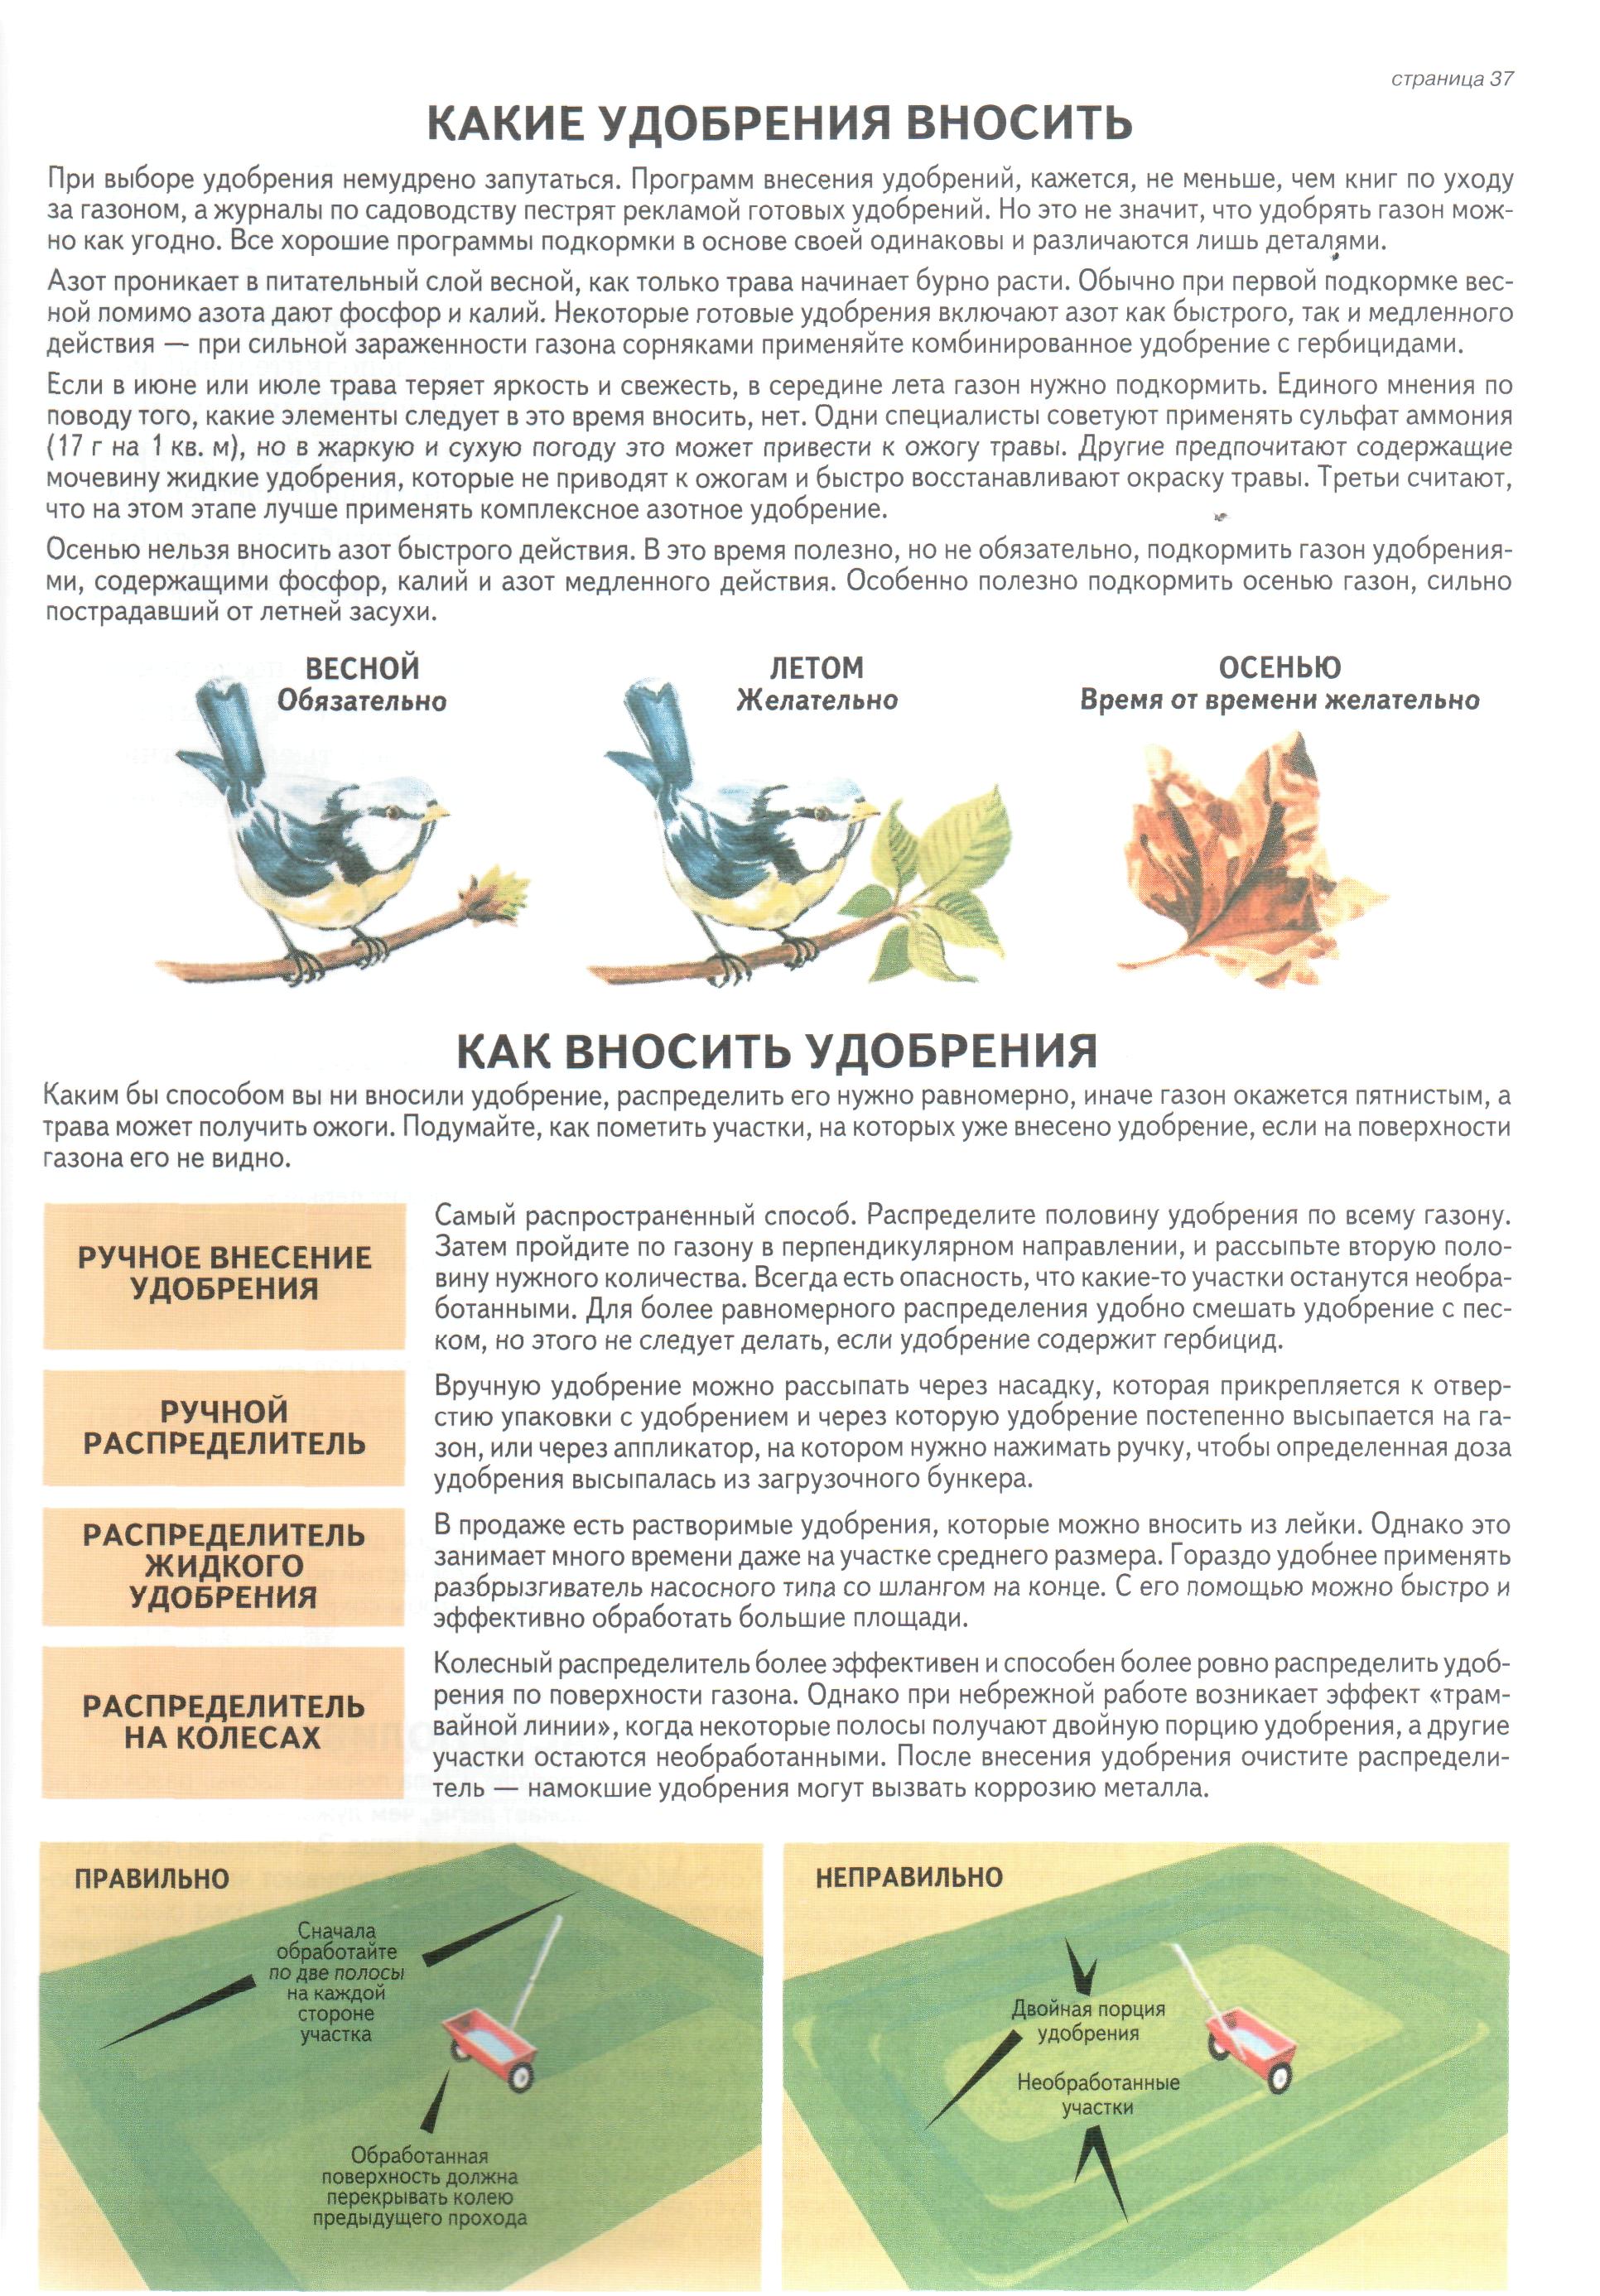 страница 37
КАКИЕ УДОБРЕНИЯ ВНОСИТЬ
При выборе удобрения немудрено запутаться. Программ внесения удобрений, кажется, не меньше, чем книг по уходу
за газоном, а журналы по садоводству пестрят рекламой готовых удобрений. Но это не значит, что удобрять газон мож-
но как угодно. Все хорошие программы подкормки в основе своей одинаковы и различаются лишь деталями.
Азот проникает в питательный слой весной, как только трава начинает бурно расти. Обычно при первой подкормке вес-
ной помимо азота дают фосфор и калий. Некоторые готовые удобрения включают азот как быстрого, так и медленного
действия — при сильной зараженности газона сорняками применяйте комбинированное удобрение с гербицидами.
Если в июне или июле трава теряет яркость и свежесть, в середине лета газон нужно подкормить. Единого мнения по
поводу того, какие элементы следует в это время вносить, нет. Одни специалисты советуют применять сульфат аммония
(17 г на 1 кв. м), но в жаркую и сухую погоду это может привести к ожогу травы. Другие предпочитают содержащие
мочевину жидкие удобрения, которые не приводят к ожогам и быстро восстанавливают окраску травы. Третьи считают,
что на этом этапе лучше применять комплексное азотное удобрение.
Осенью нельзя вносить азот быстрого действия. В это время полезно, но не обязательно, подкормить газон удобрения-
ми, содержащими фосфор, калий и азот медленного действия. Особенно полезно подкормить осенью газон, сильно
пострадавший от летней засухи.
ВЕСНОЙ
Обязательно
ЛЕТОМ
Желательно
ОСЕНЬЮ
Время от времени желательно
КАК ВНОСИТЬ УДОБРЕНИЯ
Каким бы способом вы ни вносили удобрение, распределить его нужно равномерно, иначе газон окажется пятнистым, а
трава может получить ожоги. Подумайте, как пометить участки, на которых уже внесено удобрение, если на поверхности
газона его не видно.
РУЧНОЕ ВНЕСЕНИЕ
УДОБРЕНИЯ
Самый распространенный способ. Распределите половину удобрения по всему газону.
Затем пройдите по газону в перпендикулярном направлении, и рассыпьте вторую поло-
вину нужного количества. Всегда есть опасность, что какие-то участки останутся необра-
ботанными. Для более равномерного распределения удобно смешать удобрение с пес-
ком, но этого не следует делать, если удобрение содержит гербицид.
РУЧНОЙ
РАСПРЕДЕЛИТЕЛЬ
Вручную удобрение можно рассыпать через насадку, которая прикрепляется к отвер-
стию упаковки с удобрением и через которую удобрение постепенно высыпается на га-
зон, или через аппликатор, на котором нужно нажимать ручку, чтобы определенная доза
удобрения высыпалась из загрузочного бункера.
РАСПРЕДЕЛИТЕЛЬ
ЖИДКОГО
УДОБРЕНИЯ
В продаже есть растворимые удобрения, которые можно вносить из лейки. Однако это
занимает много времени даже на участке среднего размера. Гораздо удобнее применять
разбрызгиватель насосного типа со шлангом на конце. С его помощью можно быстро и
эффективно обработать большие площади.
РАСПРЕДЕЛИТЕЛЬ
НА КОЛЕСАХ
Колесный распределитель более эффективен и способен более ровно распределить удоб-
рения по поверхности газона. Однако при небрежной работе возникает эффект «трам-
вайной линии», когда некоторые полосы получают двойную порцию удобрения, а другие
участки остаются необработанными. После внесения удобрения очистите распредели-
тель — намокшие удобрения могут вызвать коррозию металла.
ПРАВИЛЬНО
Сначала
обработайте
по две полосы
на каждой
стороне
участка
Обработанная
поверхность должна
перекрывать колею
предыдущего прохода
НЕПРАВИЛЬНО
Двойная порция
удобрения
Необработанные
участки